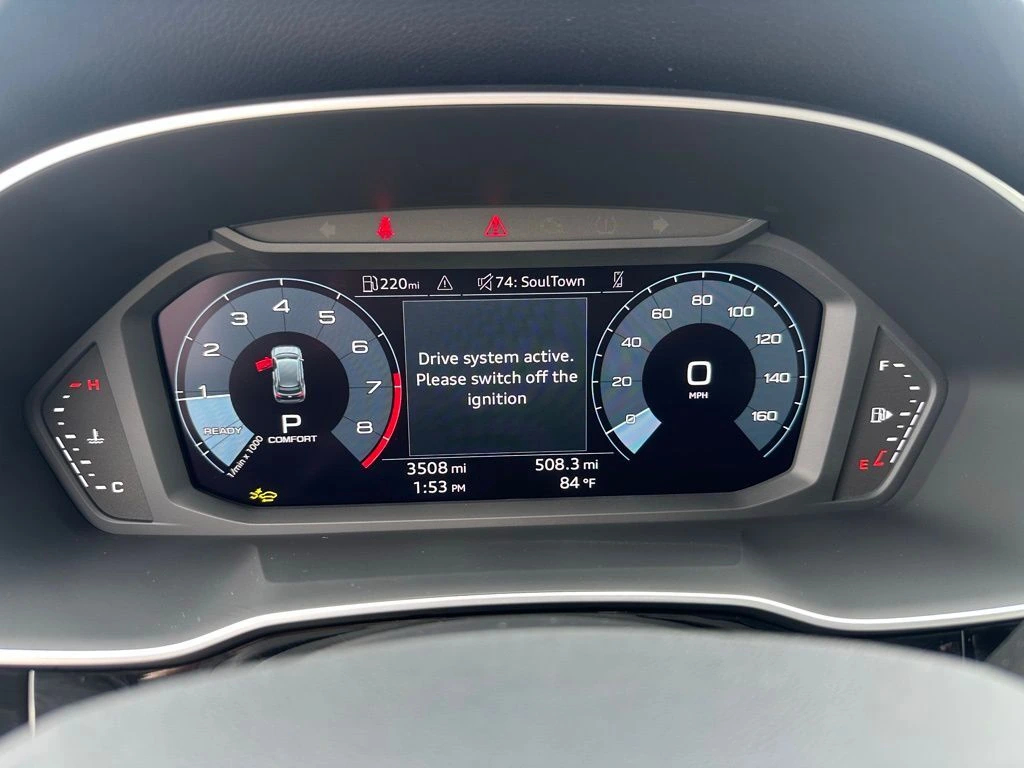 220mi
74: SoulTown
4
3
5
2
6
1
7
8
READY
P
COMFORT
1/min x 1000
Drive system active.
Please switch off the
ignition
80
60
100
40
120
20
140
0
160
0
MPH
3508 mi
508.3 mi
1:53 PM
84 °F
H
C
F
E